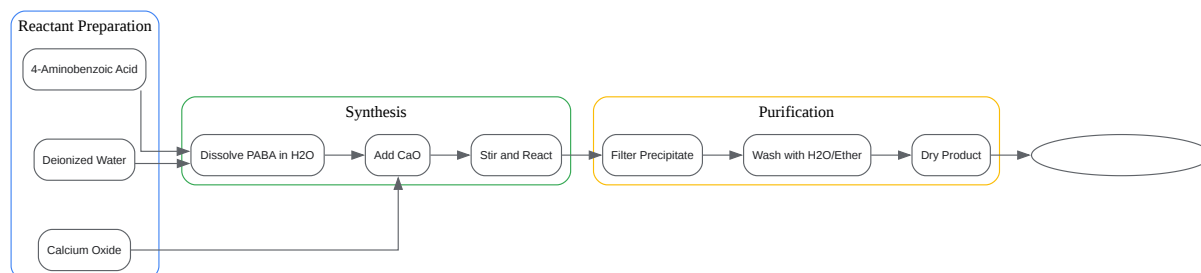 Reactant Preparation
4-Aminobenzoic Acid
Deionized Water
Calcium Oxide
Synthesis
Dissolve PABA in H2O
Add CaO
Stir and React
Purification
Filter Precipitate
Wash with H2O/Ether
Dry Product